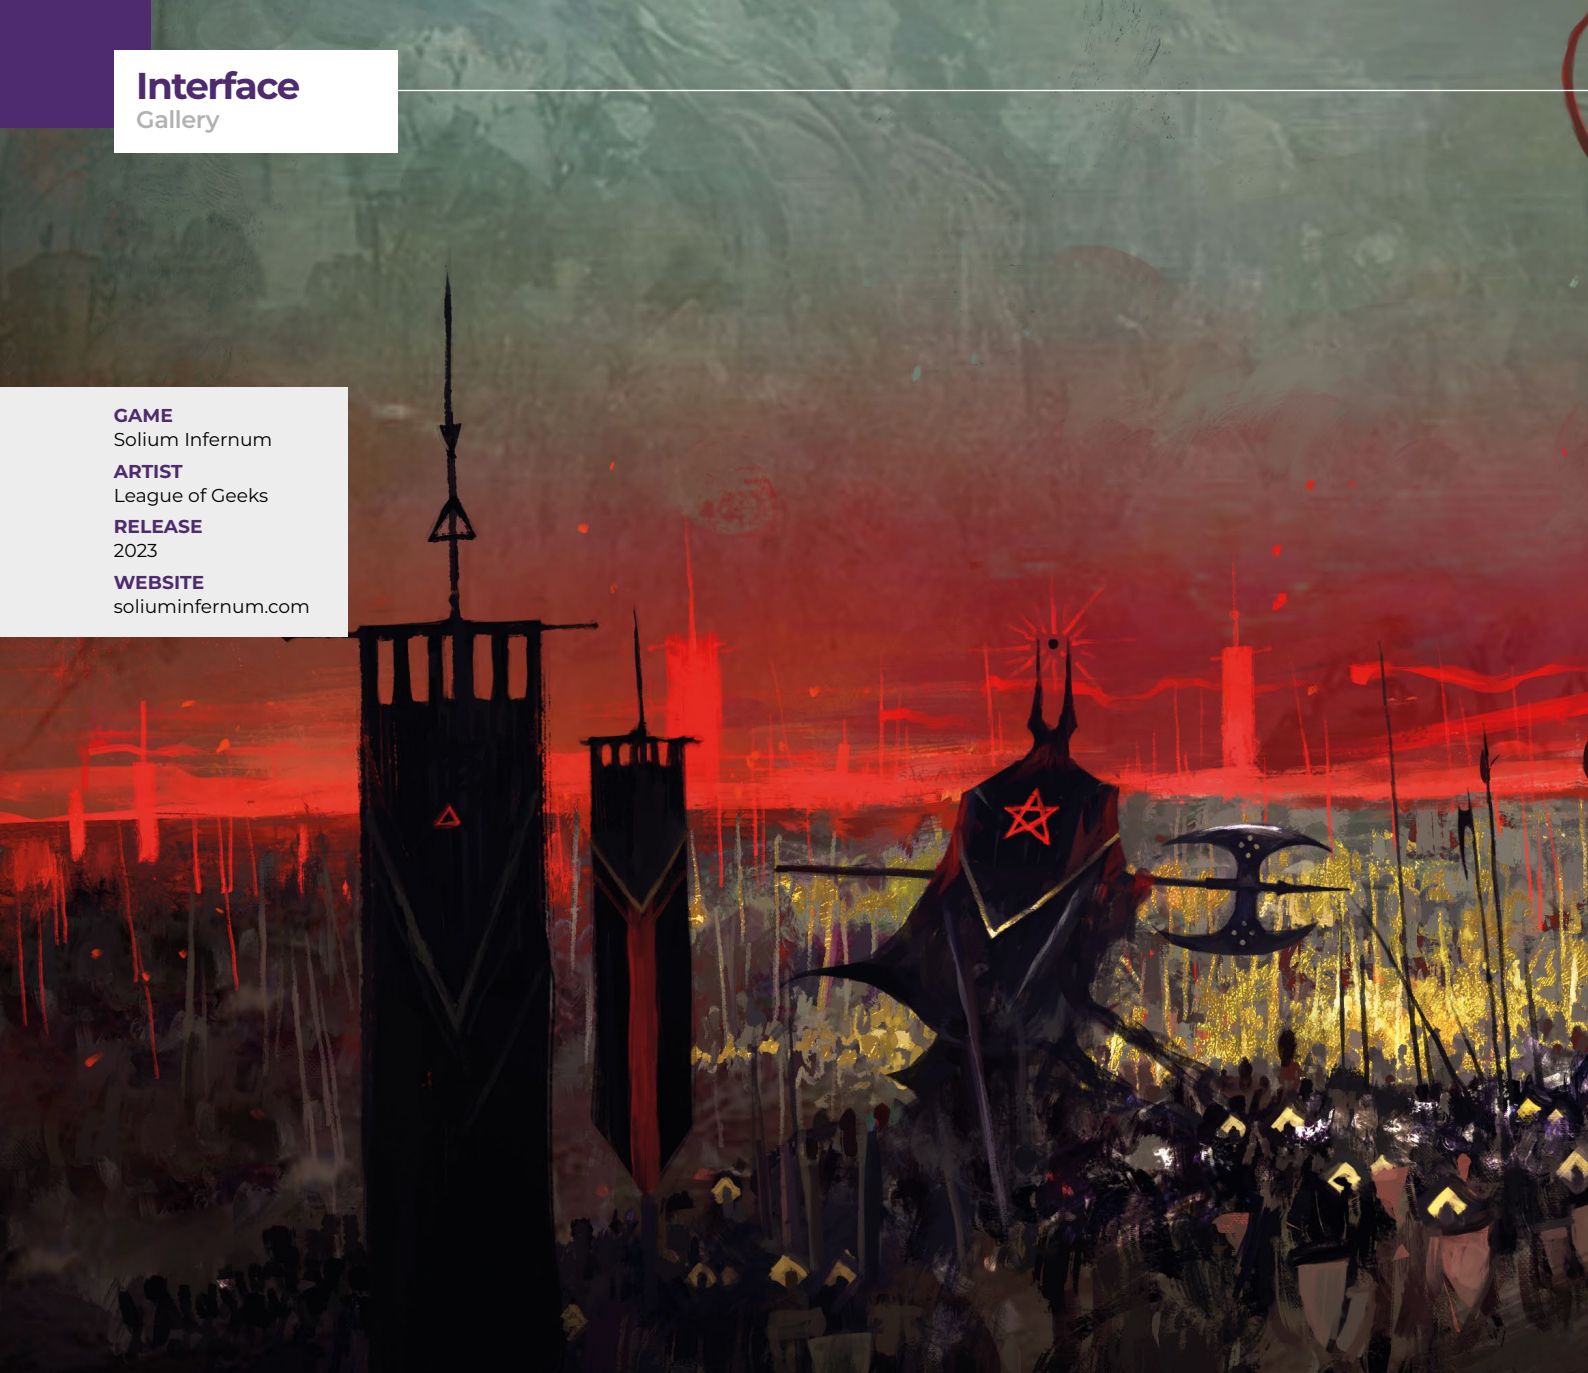 Interface
Gallery
GAME
Solium Infernum
ARTIST
League of Geeks
RELEASE
2023
WEBSITE
soliuminfernum.com